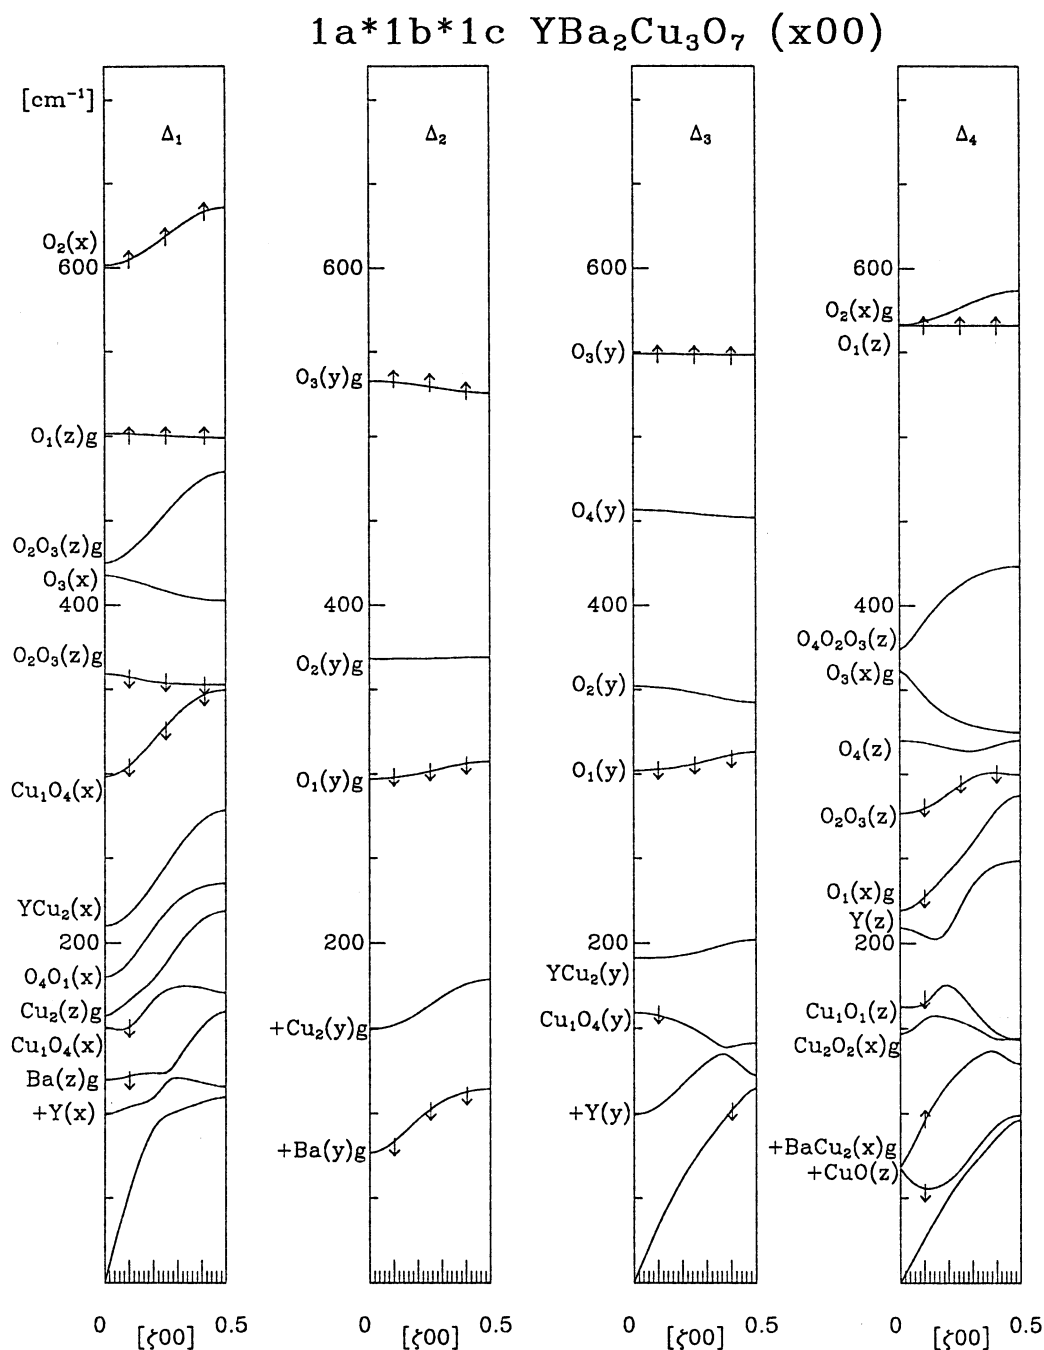 1a*1b*1c YBa₂Cu₃O₇ (x00)
[cm⁻¹]
Δ₁
O₂(x)
600
O₁(z)g
O₂O₃(z)g
O₃(x)
400
O₂O₃(z)g
Cu₁O₄(x)
YCu₂(x)
200
O₄O₁(x)
Cu₂(z)g
Cu₁O₄(x)
Ba(z)g
+Y(x)
0
0.5
[ζ00]
Δ₂
600
O₃(y)g
400
O₂(y)g
O₁(y)g
200
+Cu₂(y)g
+Ba(y)g
0
0.5
[ζ00]
Δ₃
600
O₃(y)
O₄(y)
400
O₂(y)
O₁(y)
200
YCu₂(y)
Cu₁O₄(y)
+Y(y)
0
0.5
[ζ00]
Δ₄
600
O₂(x)g
O₁(z)
400
O₄O₂O₃(z)
O₃(x)g
O₄(z)
O₂O₃(z)
O₁(x)g
Y(z)
200
Cu₁O₁(z)
Cu₂O₂(x)g
+BaCu₂(x)g
+CuO(z)
0
0.5
[ζ00]